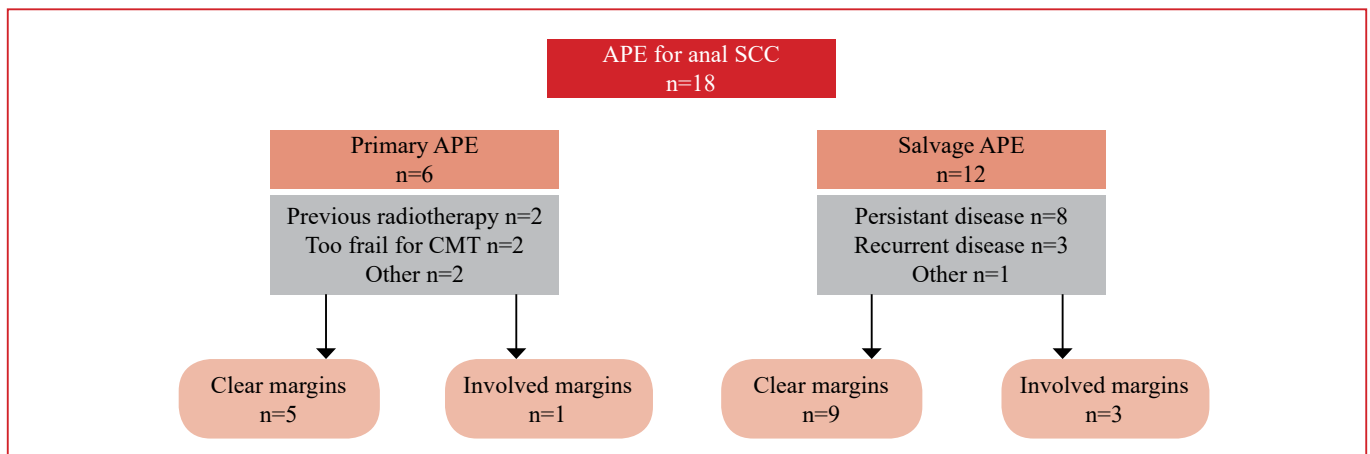 APE for anal SCC
n=18
Primary APE
n=6
Previous radiotherapy n=2
Too frail for CMT n=2
Other n=2
Clear margins
n=5
Involved margins
n=1
Salvage APE
n=12
Persistant disease n=8
Recurrent disease n=3
Other n=1
Clear margins
n=9
Involved margins
n=3